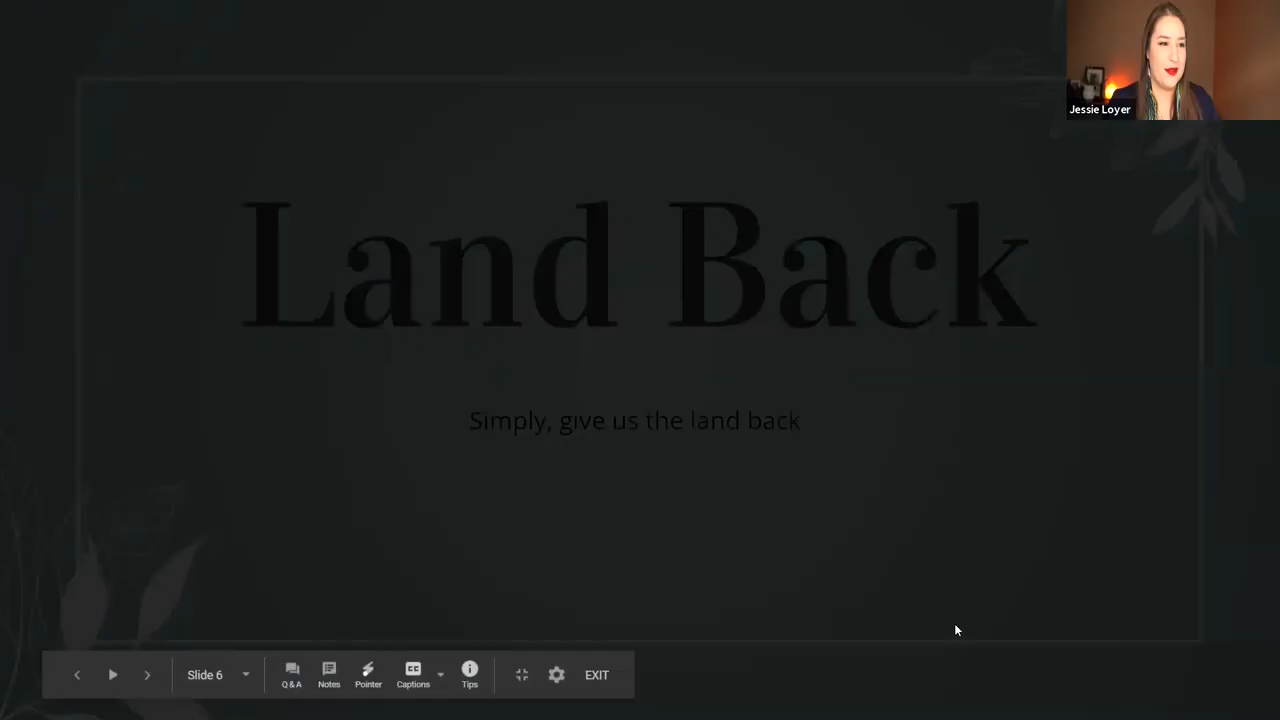 Jessie Loyer
Land Back
Simply, give us the land back
Slide 6
Q & A
Notes
Pointer
Captions
Tips
EXIT